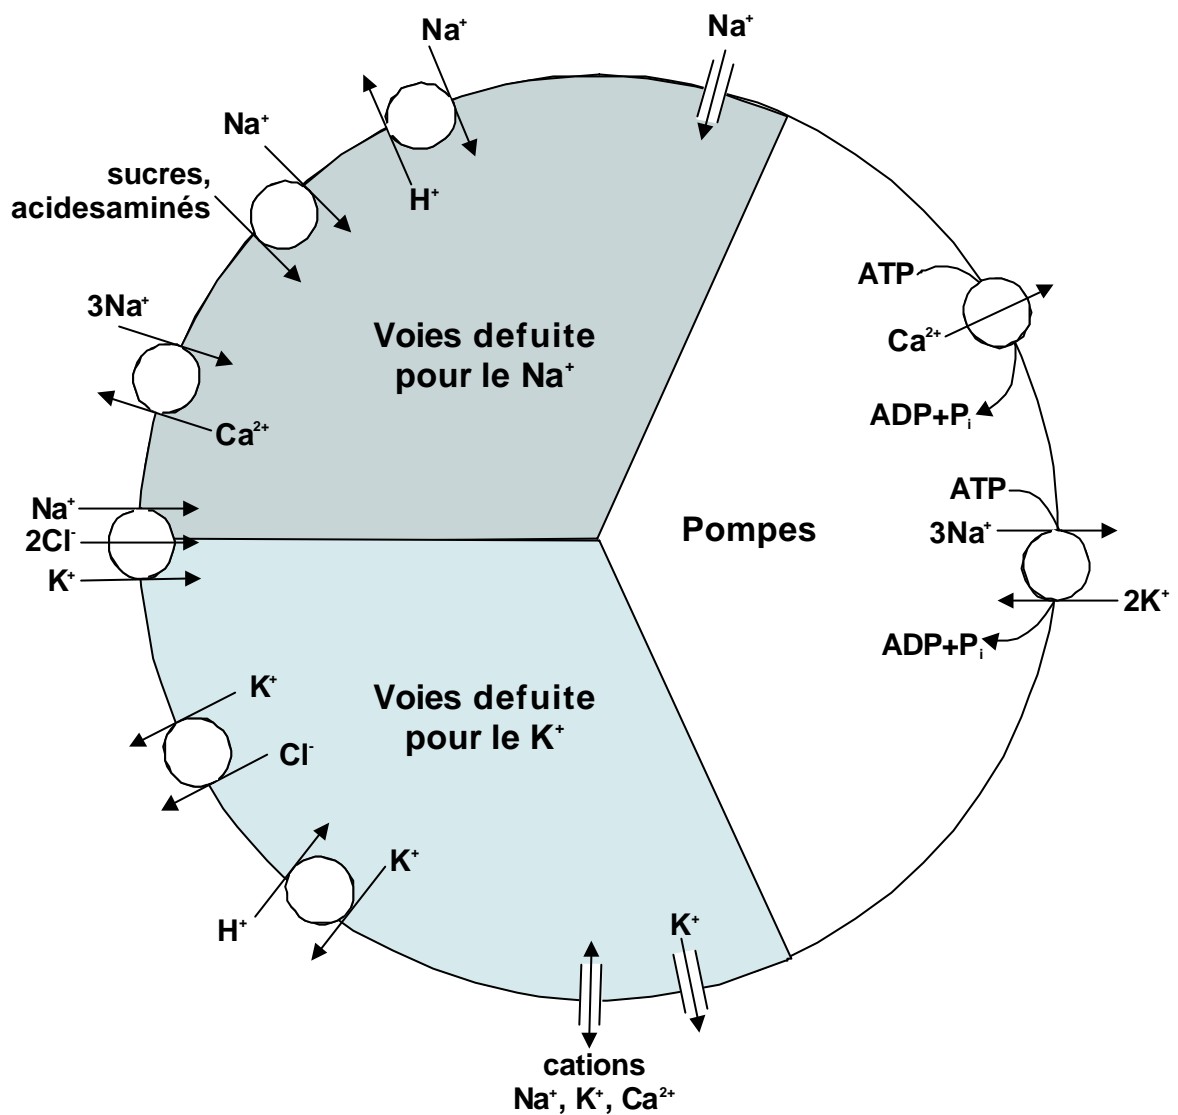 Na⁺
Na⁺
Na⁺
sucres,
acidesaminés
H⁺
3Na⁺
Ca²⁺
Voies defuite
pour le Na⁺
ATP
Ca²⁺
ADP+Pᵢ
Na⁺
2Cl⁻
K⁺
Pompes
ATP
3Na⁺
2K⁺
ADP+Pᵢ
K⁺
Cl⁻
Voies defuite
pour le K⁺
H⁺
K⁺
K⁺
cations
Na⁺, K⁺, Ca²⁺